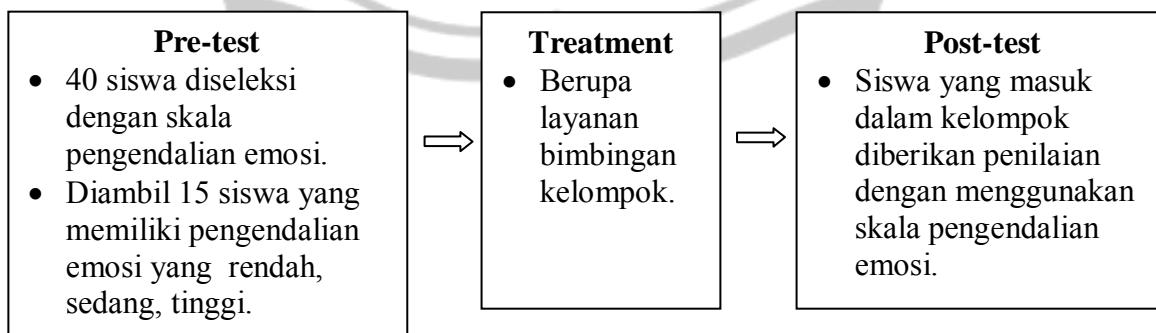 Pre-test
• 40 siswa diseleksi
dengan skala
pengendalian emosi.
• Diambil 15 siswa yang
memiliki pengendalian
emosi yang rendah,
sedang, tinggi.
Treatment
• Berupa
layanan
bimbingan
kelompok.
Post-test
• Siswa yang masuk
dalam kelompok
diberikan penilaian
dengan menggunakan
skala pengendalian
emosi.